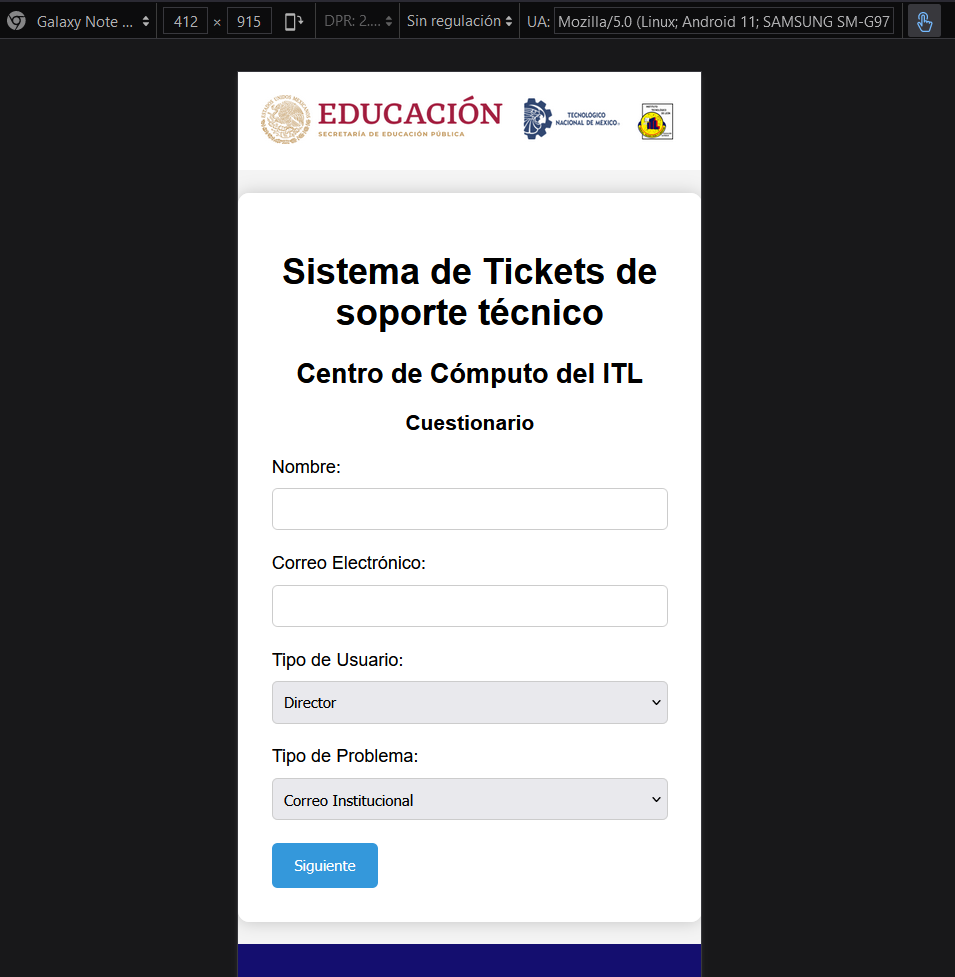 Galaxy Note ... 412 × 915 DPR: 2.... Sin regulación UA: Mozilla/5.0 (Linux; Android 11; SAMSUNG SM-G97
EDUCACIÓN
SECRETARÍA DE EDUCACIÓN PÚBLICA
TECNOLÓGICO
NACIONAL DE MÉXICO
Sistema de Tickets de
soporte técnico
Centro de Cómputo del ITL
Cuestionario
Nombre:
Correo Electrónico:
Tipo de Usuario:
Director
Tipo de Problema:
Correo Institucional
Siguiente